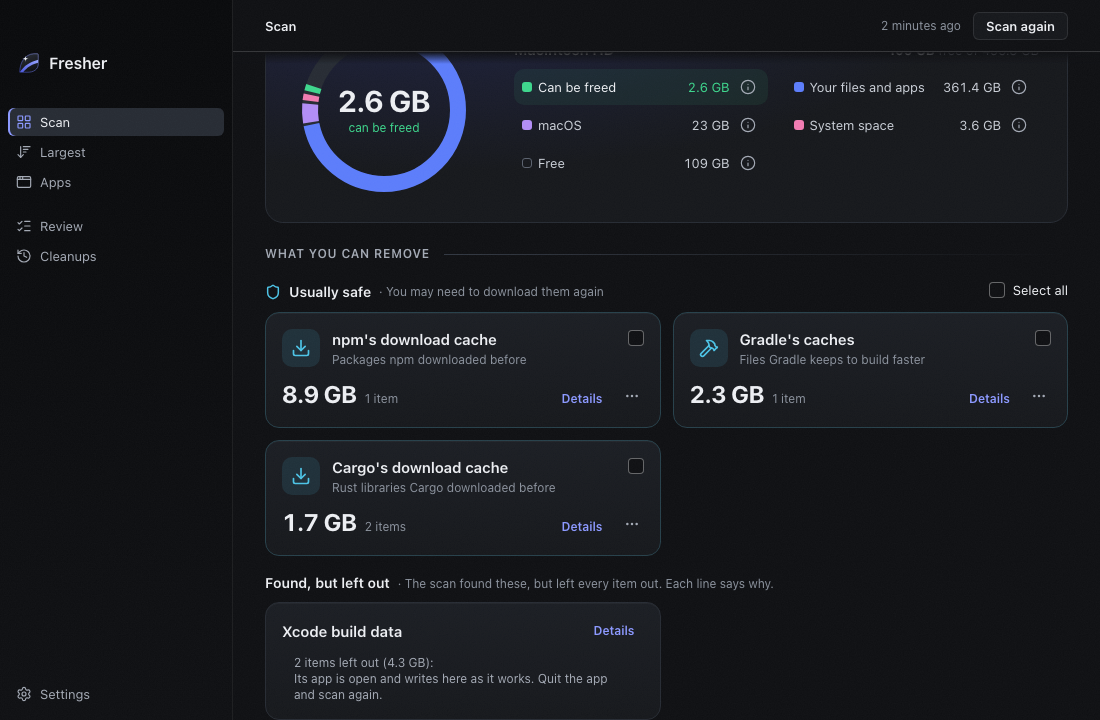 Scan
2 minutes ago
Scan again
Fresher
Scan
Largest
Apps
Review
Cleanups
Settings
2.6 GB
can be freed
Can be freed 2.6 GB
Your files and apps 361.4 GB
macOS 23 GB
System space 3.6 GB
Free 109 GB
WHAT YOU CAN REMOVE
Usually safe · You may need to download them again
Select all
npm's download cache
Packages npm downloaded before
8.9 GB 1 item
Details
Gradle's caches
Files Gradle keeps to build faster
2.3 GB 1 item
Details
Cargo's download cache
Rust libraries Cargo downloaded before
1.7 GB 2 items
Details
Found, but left out · The scan found these, but left every item out. Each line says why.
Xcode build data
Details
2 items left out (4.3 GB):
Its app is open and writes here as it works. Quit the app
and scan again.